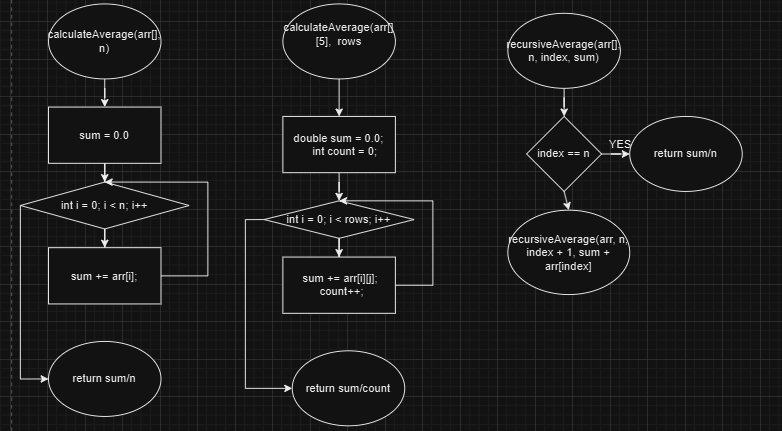 calculateAverage(arr[],
n)
sum = 0.0
int i = 0; i < n; i++
sum += arr[i];
return sum/n
calculateAverage(arr[]
[5], rows
double sum = 0.0;
int count = 0;
int i = 0; i < rows; i++
sum += arr[i][j];
count++;
return sum/count
recursiveAverage(arr[],
n, index, sum)
index == n
YES
return sum/n
recursiveAverage(arr, n,
index + 1, sum +
arr[index]